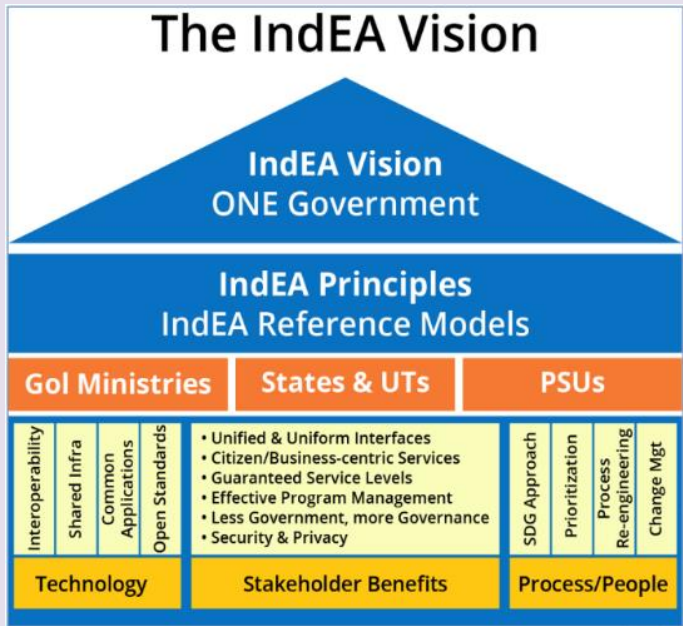 The IndEA Vision
IndEA Vision
ONE Government
IndEA Principles
IndEA Reference Models
GoI Ministries
States & UTs
PSUs
Interoperability
Shared Infra
Common
Applications
Open Standards
• Unified & Uniform Interfaces
• Citizen/Business-centric Services
• Guaranteed Service Levels
• Effective Program Management
• Less Government, more Governance
• Security & Privacy
SDG Approach
Prioritization
Process
Re-engineering
Change Mgt
Technology
Stakeholder Benefits
Process/People